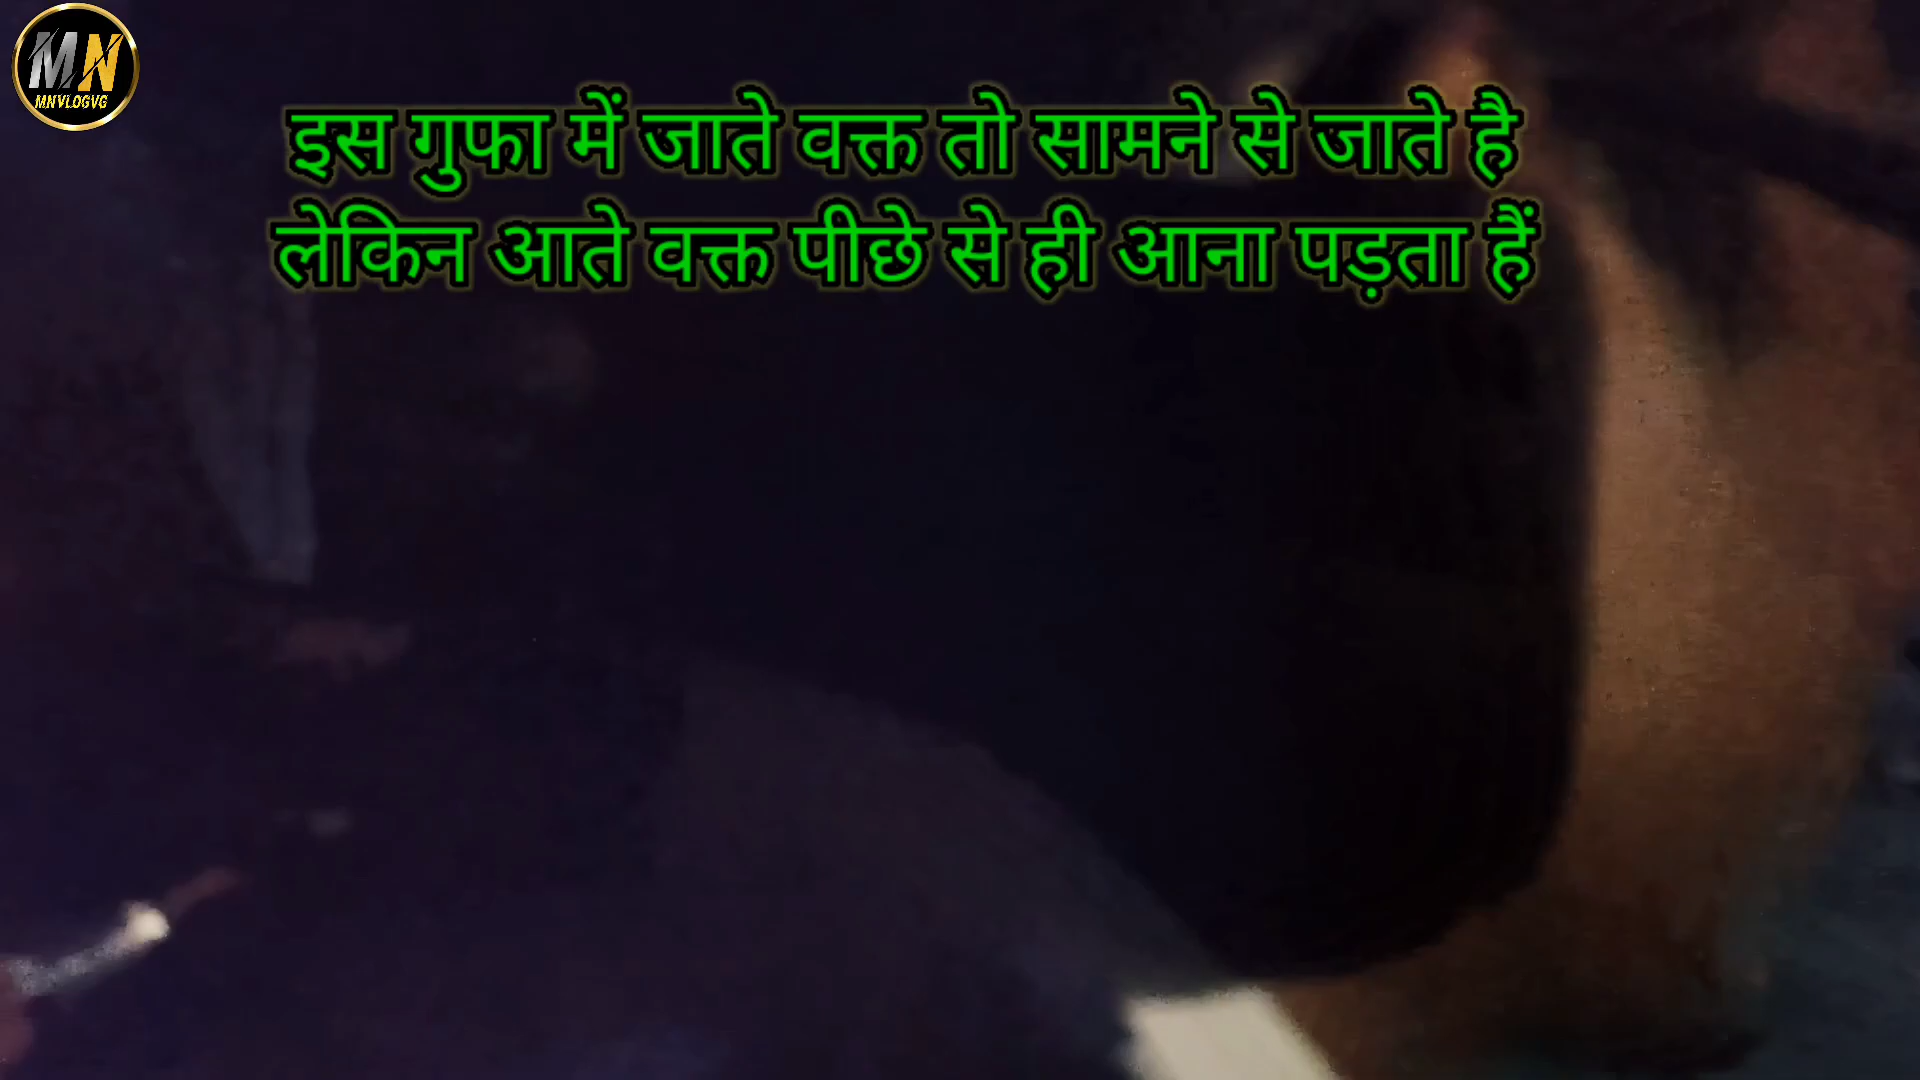 MN
MNVLOGVG
इस गुफा में जाते वक्त तो सामने से जाते है
लेकिन आते वक्त पीछे से ही आना पड़ता हैं